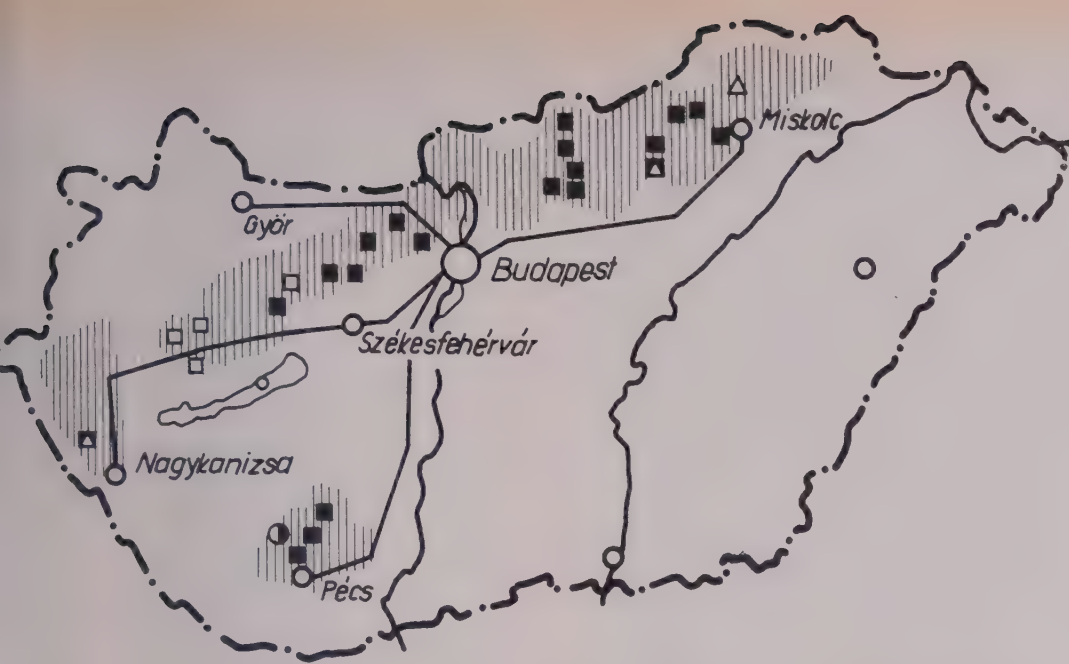 Miskolc
Győr
Budapest
Székesfehérvár
Nagykanizsa
Pécs